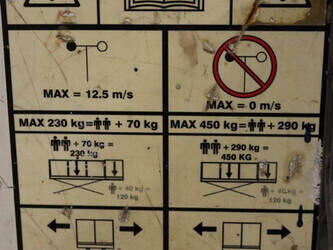 MAX = 12.5 m/s
MAX = 0 m/s
MAX 230 kg= + 70 kg
MAX 450 kg= + 290 kg
+ 70 kg =
230 kg
+ 290 kg =
450 KG
+ 40 kg =
120 kg
+ 40 kg =
120 kg